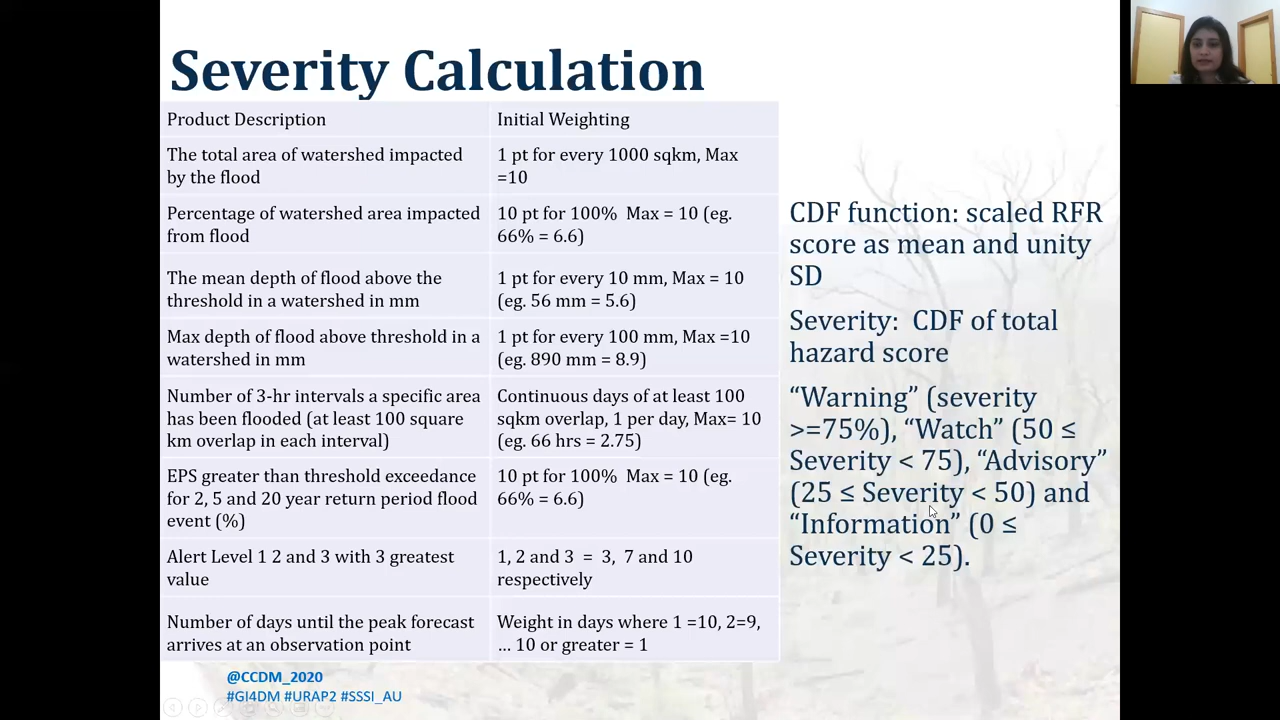 Severity Calculation
Product Description
Initial Weighting
The total area of watershed impacted
by the flood
1 pt for every 1000 sqkm, Max
=10
Percentage of watershed area impacted
from flood
10 pt for 100%  Max = 10 (eg.
66% = 6.6)
The mean depth of flood above the
threshold in a watershed in mm
1 pt for every 10 mm, Max = 10
(eg. 56 mm = 5.6)
Max depth of flood above threshold in a
watershed in mm
1 pt for every 100 mm, Max =10
(eg. 890 mm = 8.9)
Number of 3-hr intervals a specific area
has been flooded (at least 100 square
km overlap in each interval)
Continuous days of at least 100
sqkm overlap, 1 per day, Max= 10
(eg. 66 hrs = 2.75)
EPS greater than threshold exceedance
for 2, 5 and 20 year return period flood
event (%)
10 pt for 100%  Max = 10 (eg.
66% = 6.6)
Alert Level 1 2 and 3 with 3 greatest
value
1, 2 and 3  =  3,  7 and 10
respectively
Number of days until the peak forecast
arrives at an observation point
Weight in days where 1 =10, 2=9,
… 10 or greater = 1
CDF function: scaled RFR
score as mean and unity
SD
Severity:  CDF of total
hazard score
“Warning” (severity
>=75%), “Watch” (50 ≤
Severity < 75), “Advisory”
(25 ≤ Severity < 50) and
“Information” (0 ≤
Severity < 25).
@CCDM_2020
#GI4DM #URAP2 #SSSI_AU